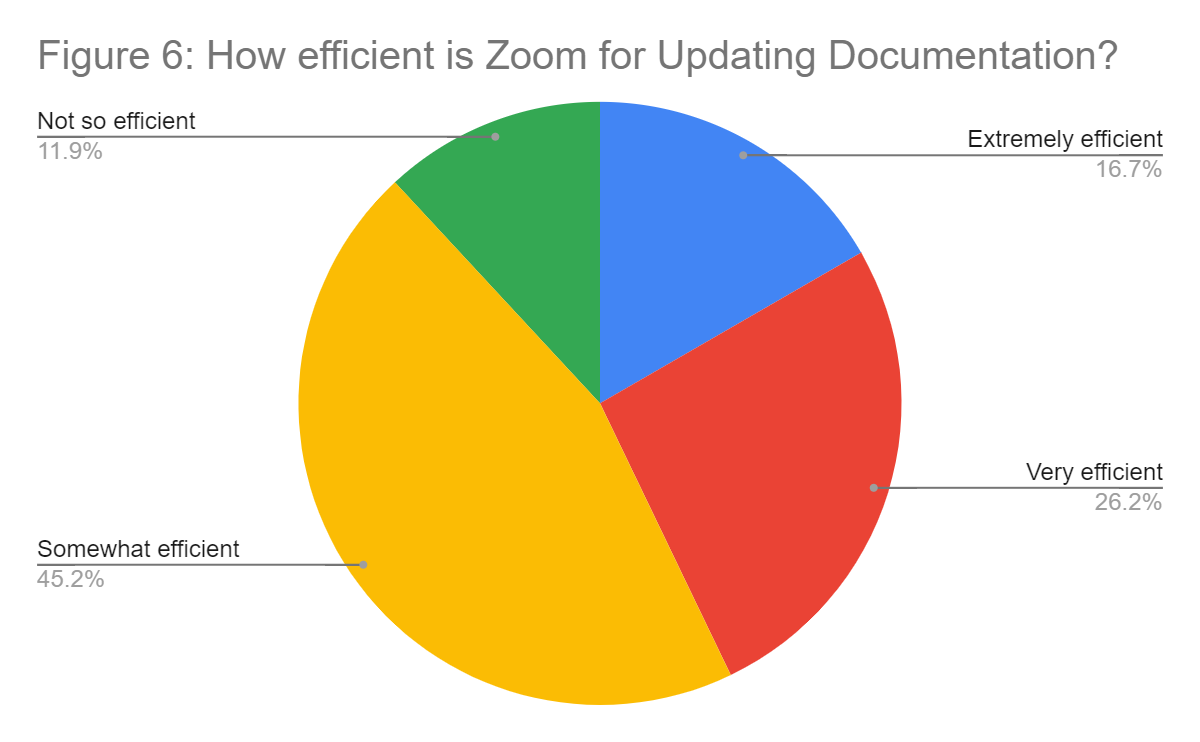 Figure 6: How efficient is Zoom for Updating Documentation?
Not so efficient
11.9%
Extremely efficient
16.7%
Very efficient
26.2%
Somewhat efficient
45.2%